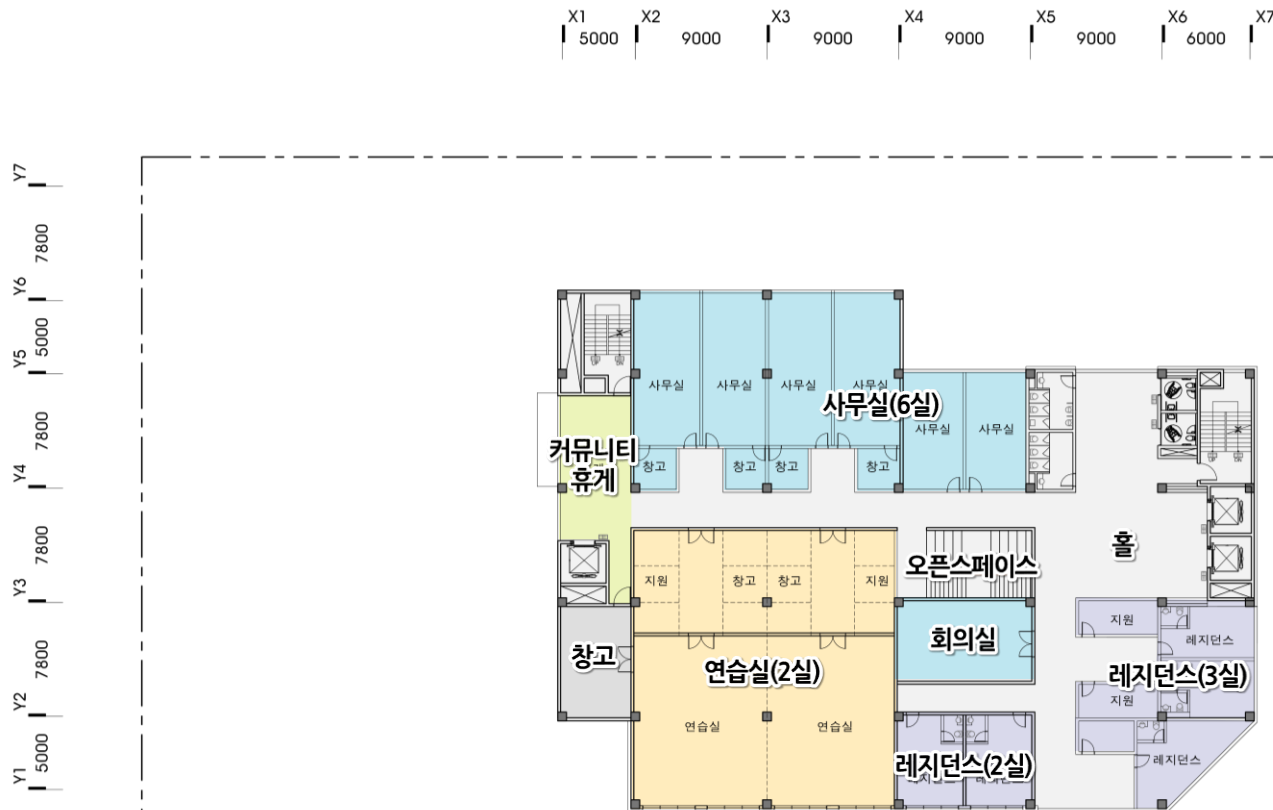 X1 X2 X3 X4 X5 X6 X7
5000 9000 9000 9000 9000 6000
Y7
7800
Y6
5000
Y5
7800
Y4
7800
Y3
7800
Y2
5000
Y1
사무실 사무실 사무실 사무실
사무실(6실)
사무실 사무실
커뮤니티
휴게
창고 창고 창고 창고
홀
오픈스페이스
지원 창고 창고 지원
지원
레지던스
회의실
창고
연습실(2실)
레지던스(3실)
지원
연습실 연습실
레지던스(2실)
레지던스